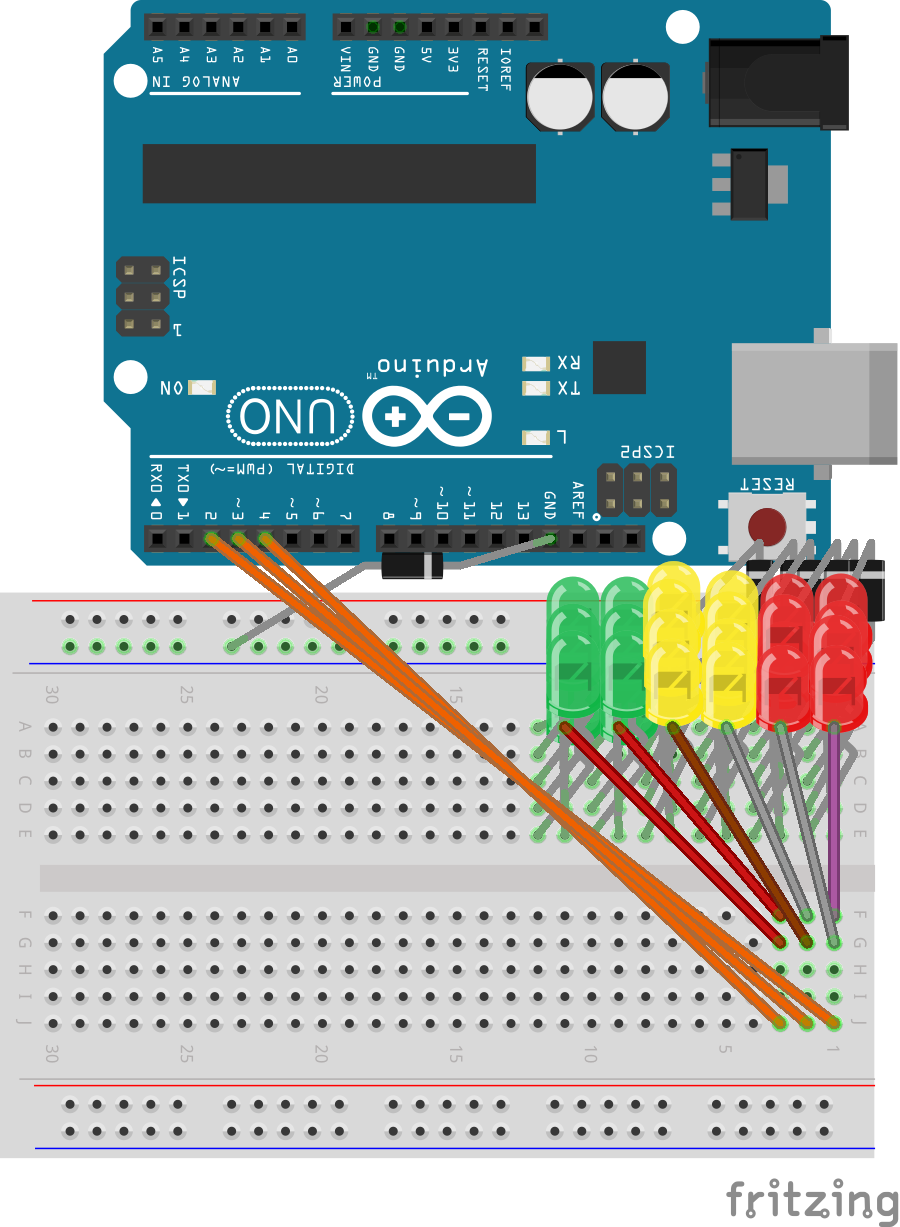 A5 A4 A3 A2 A1 A0
VIN GND GND 5V 3V3 RESET IOREF
ANALOG IN
POWER
ICSP
1
RX
Arduino™
TX
ON
UNO
L
ICSP2
DIGITAL (PWM=~)
RESET
RX0◄0 TX0►1 2 ~3 4 ~5 ~6 7 8 ~9 ~10 ~11 12 13 GND AREF
30 25 20 15
A A
B B
C C
D D
E E
F F
G G
H H
I I
J J
30 25 20 15 10 5 1
fritzing